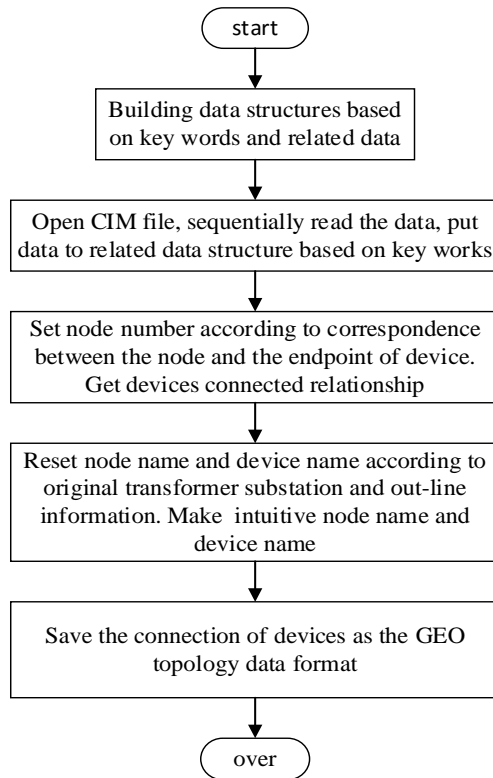 start
Building data structures based
on key words and related data
Open CIM file, sequentially read the data, put
data to related data structure based on key works
Set node number according to correspondence
between the node and the endpoint of device.
Get devices connected relationship
Reset node name and device name according to
original transformer substation and out-line
information. Make  intuitive node name and
device name
Save the connection of devices as the GEO
topology data format
over